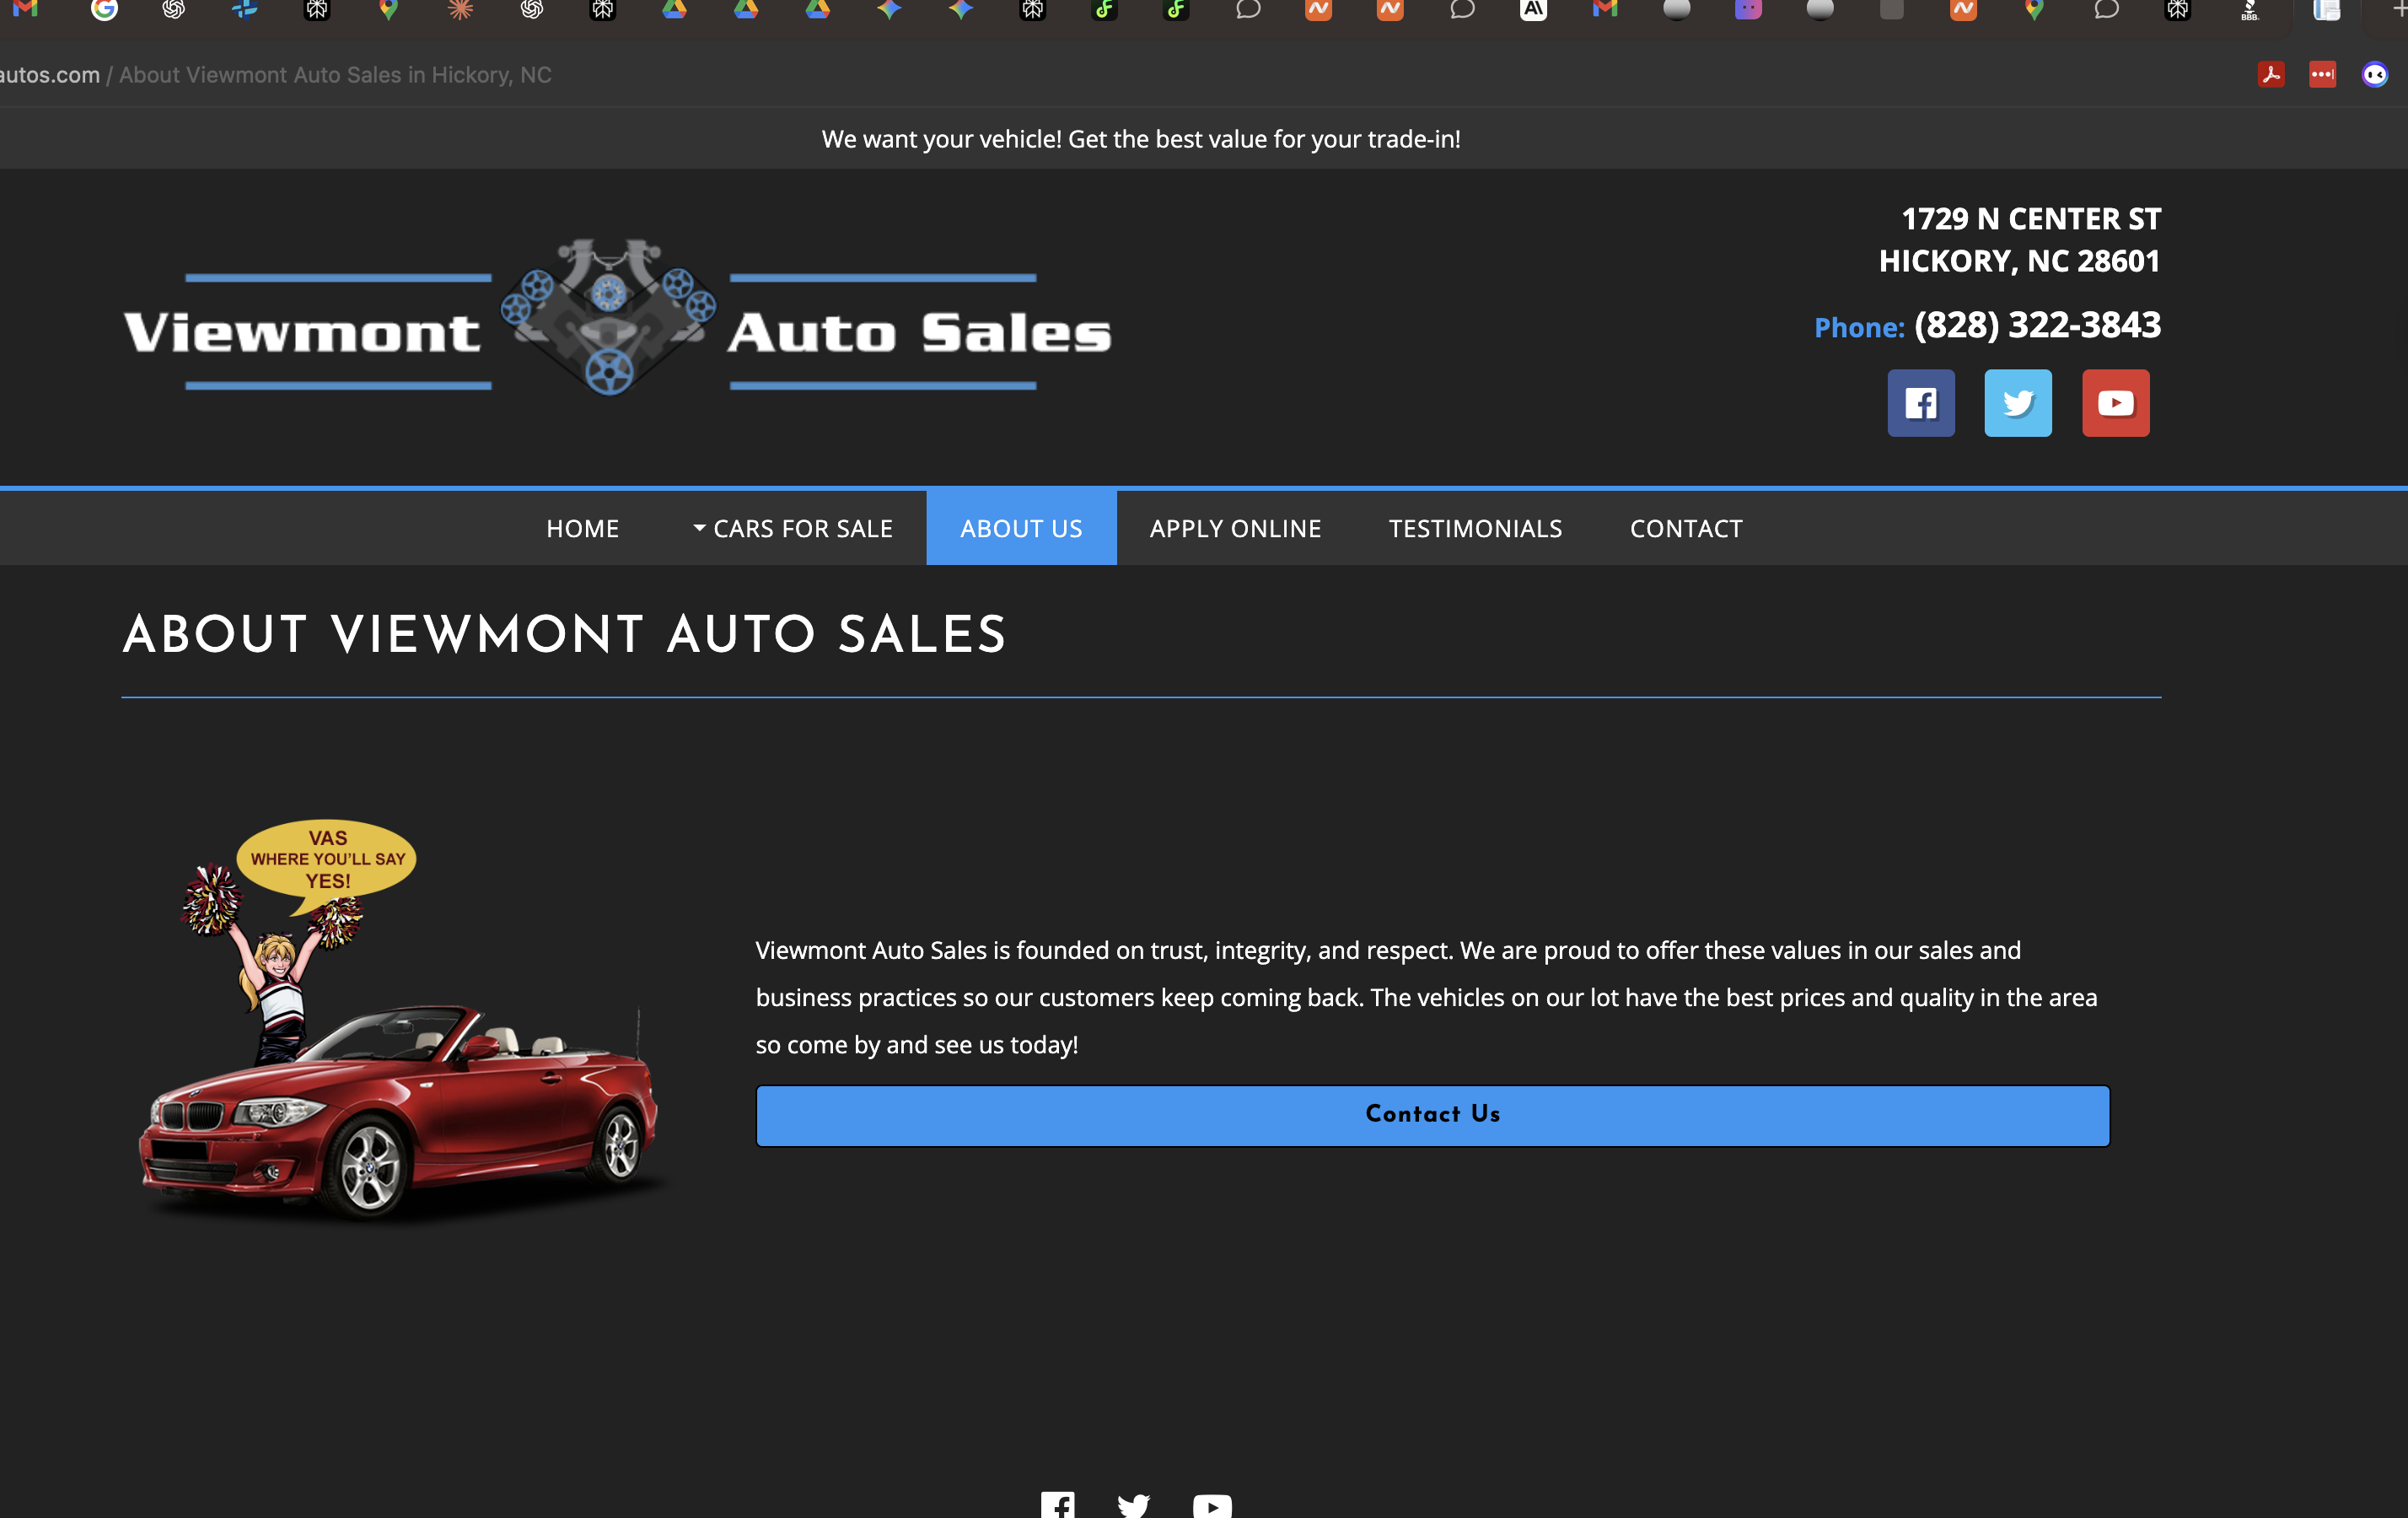 autos.com / About Viewmont Auto Sales in Hickory, NC
We want your vehicle! Get the best value for your trade-in!
Viewmont Auto Sales
1729 N CENTER ST
HICKORY, NC 28601
Phone: (828) 322-3843
HOME CARS FOR SALE ABOUT US APPLY ONLINE TESTIMONIALS CONTACT
ABOUT VIEWMONT AUTO SALES
VAS
WHERE YOU'LL SAY
YES!
Viewmont Auto Sales is founded on trust, integrity, and respect. We are proud to offer these values in our sales and
business practices so our customers keep coming back. The vehicles on our lot have the best prices and quality in the area
so come by and see us today!
Contact Us